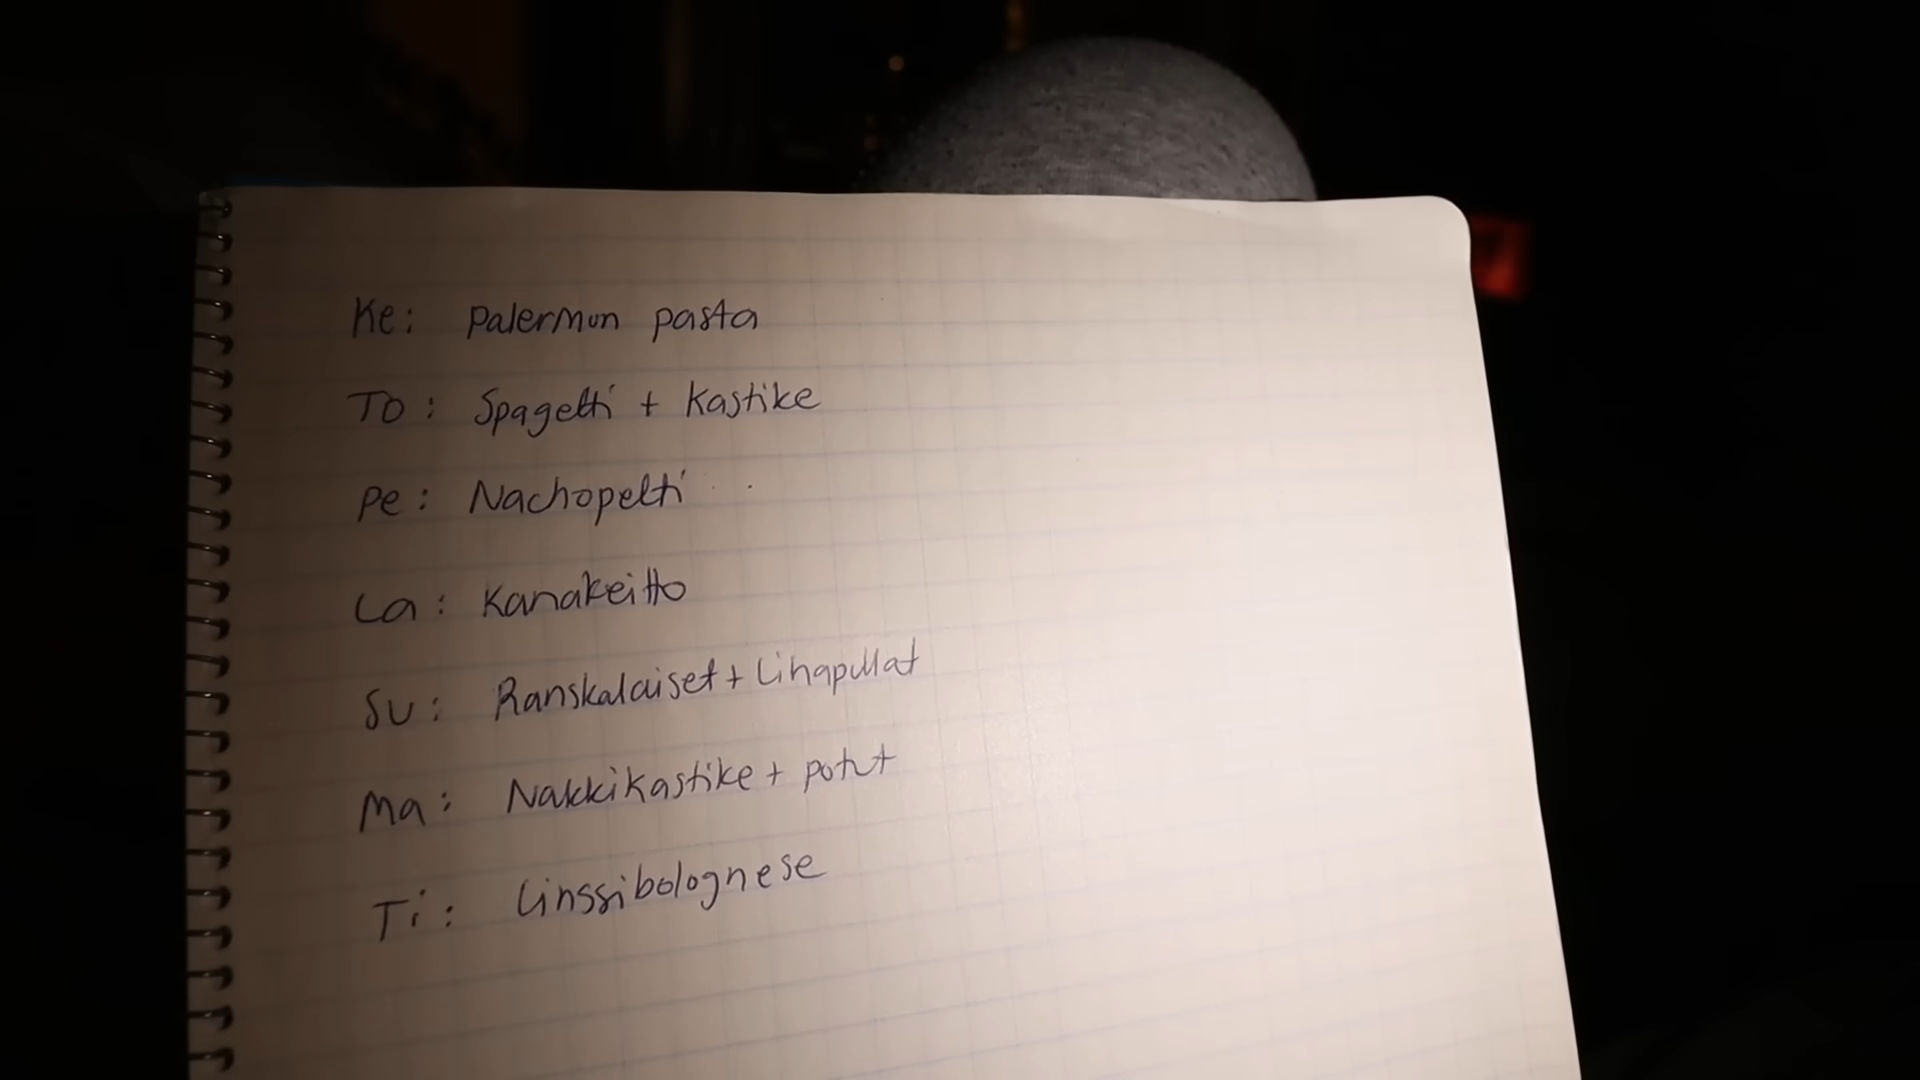 Ke: Palermon pasta
To: Spagetti + Kastike
Pe: Nachopelti
La: Kanakeitto
Su: Ranskalaiset + Lihapullat
Ma: Nakkikastike + potut
Ti: Linssibolognese